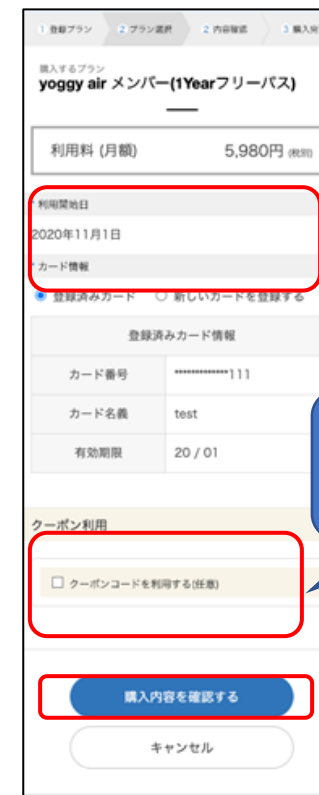 1 登録プラン 2 プラン選択 2 内容確認 3 購入完
購入するプラン
yoggy air メンバー(1Yearフリーパス)
利用料 (月額) 5,980円 (税別)
* 利用開始日
2020年11月1日
* カード情報
登録済みカード 新しいカードを登録する
登録済みカード情報
カード番号 **************111
カード名義 test
有効期限 20 / 01
クーポン利用
クーポンコードを利用する(任意)
購入内容を確認する
キャンセル